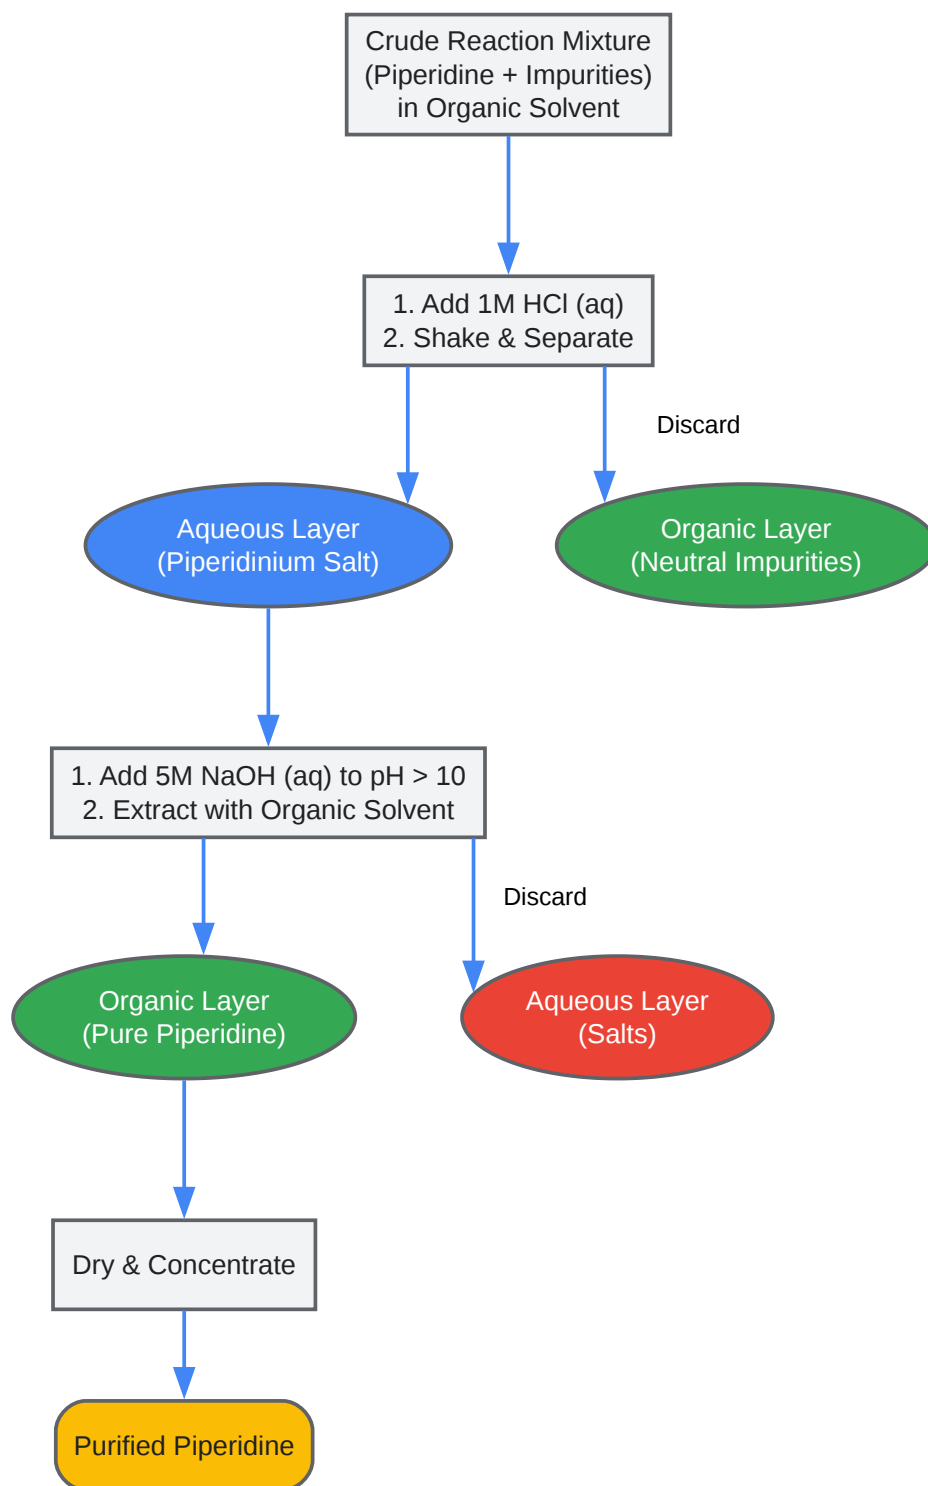 Crude Reaction Mixture
(Piperidine + Impurities)
in Organic Solvent
1. Add 1M HCl (aq)
2. Shake & Separate
Discard
Aqueous Layer
(Piperidinium Salt)
Organic Layer
(Neutral Impurities)
1. Add 5M NaOH (aq) to pH > 10
2. Extract with Organic Solvent
Discard
Organic Layer
(Pure Piperidine)
Aqueous Layer
(Salts)
Dry & Concentrate
Purified Piperidine